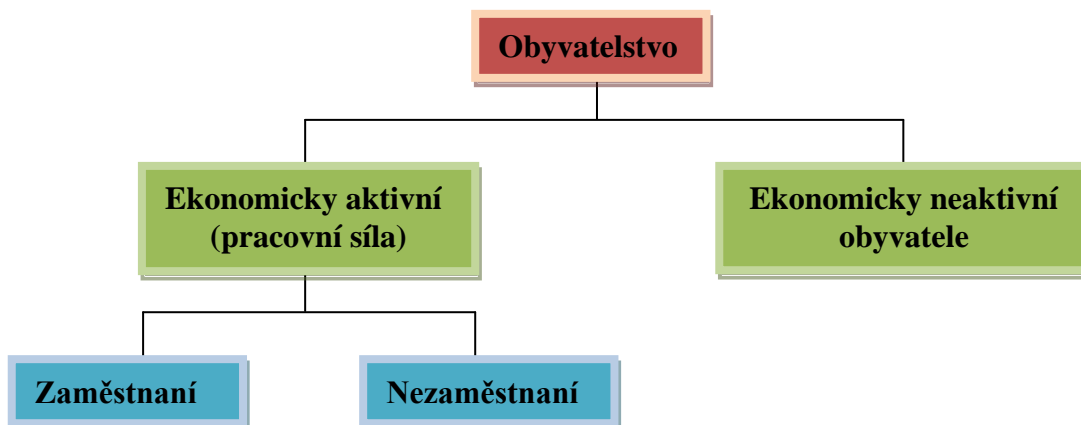 Obyvatelstvo
Ekonomicky aktivní
(pracovní síla)
Ekonomicky neaktivní
obyvatele
Zaměstnaní
Nezaměstnaní